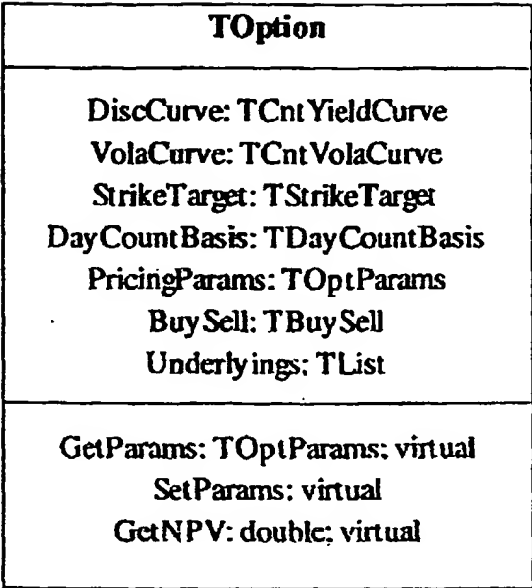 TOption
DiscCurve: TCntYieldCurve
VolaCurve: TCntVolaCurve
StrikeTarget: TStrikeTarget
DayCountBasis: TDayCountBasis
PricingParams: TOptParams
BuySell: TBuySell
Underlyings: TList
GetParams: TOptParams; virtual
SetParams: virtual
GetNPV: double; virtual